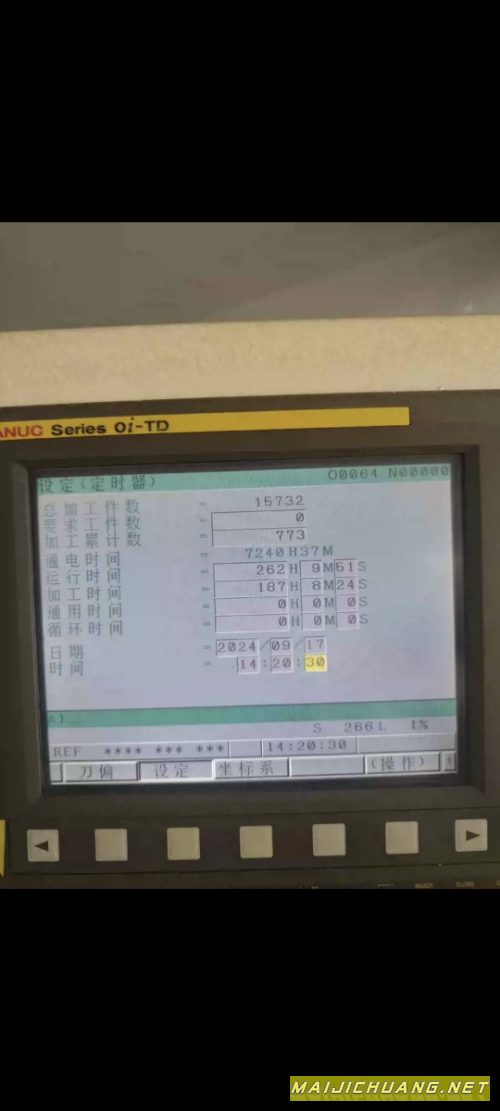 ANUC Series 0i-TD
设定(定时器) O0064 N00000
总加工件数 = 15732
要求工件数 = 0
加工累计数 = 773
通电时间 = 7240H37M
运行时间 = 262H 9M51S
加工时间 = 187H 8M24S
通用时间 = 0H 0M 0S
循环时间 = 0H 0M 0S
日期 = 2024/09/17
时间 = 14:20:30
S 266L 1%
REF **** *** *** 14:20:30
刀偏 设定 坐标系 (操作) +
READY CLOSE
MAIJICHUANG.NET